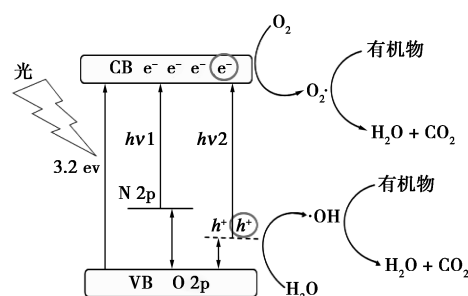 O₂
光
CB e⁻ e⁻ e⁻ e⁻
有机物
O₂·
hν1
hν2
H₂O + CO₂
3.2 ev
N 2p
有机物
h⁺ h⁺
·OH
H₂O + CO₂
VB O 2p
H₂O